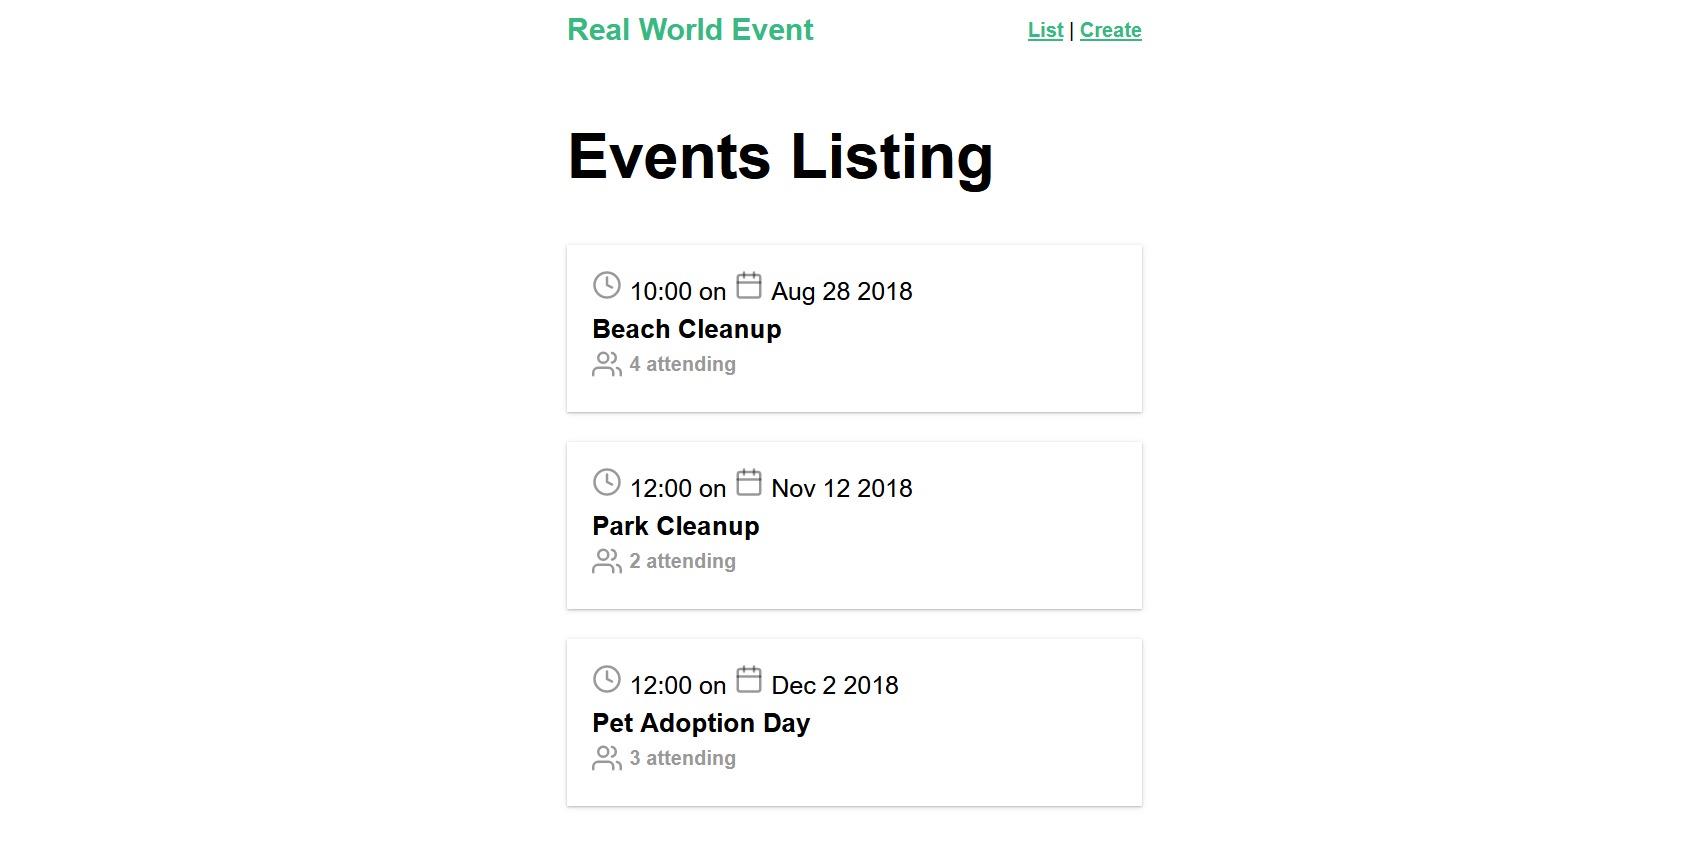 Real World Event
List | Create
Events Listing
10:00 on Aug 28 2018
Beach Cleanup
4 attending
12:00 on Nov 12 2018
Park Cleanup
2 attending
12:00 on Dec 2 2018
Pet Adoption Day
3 attending